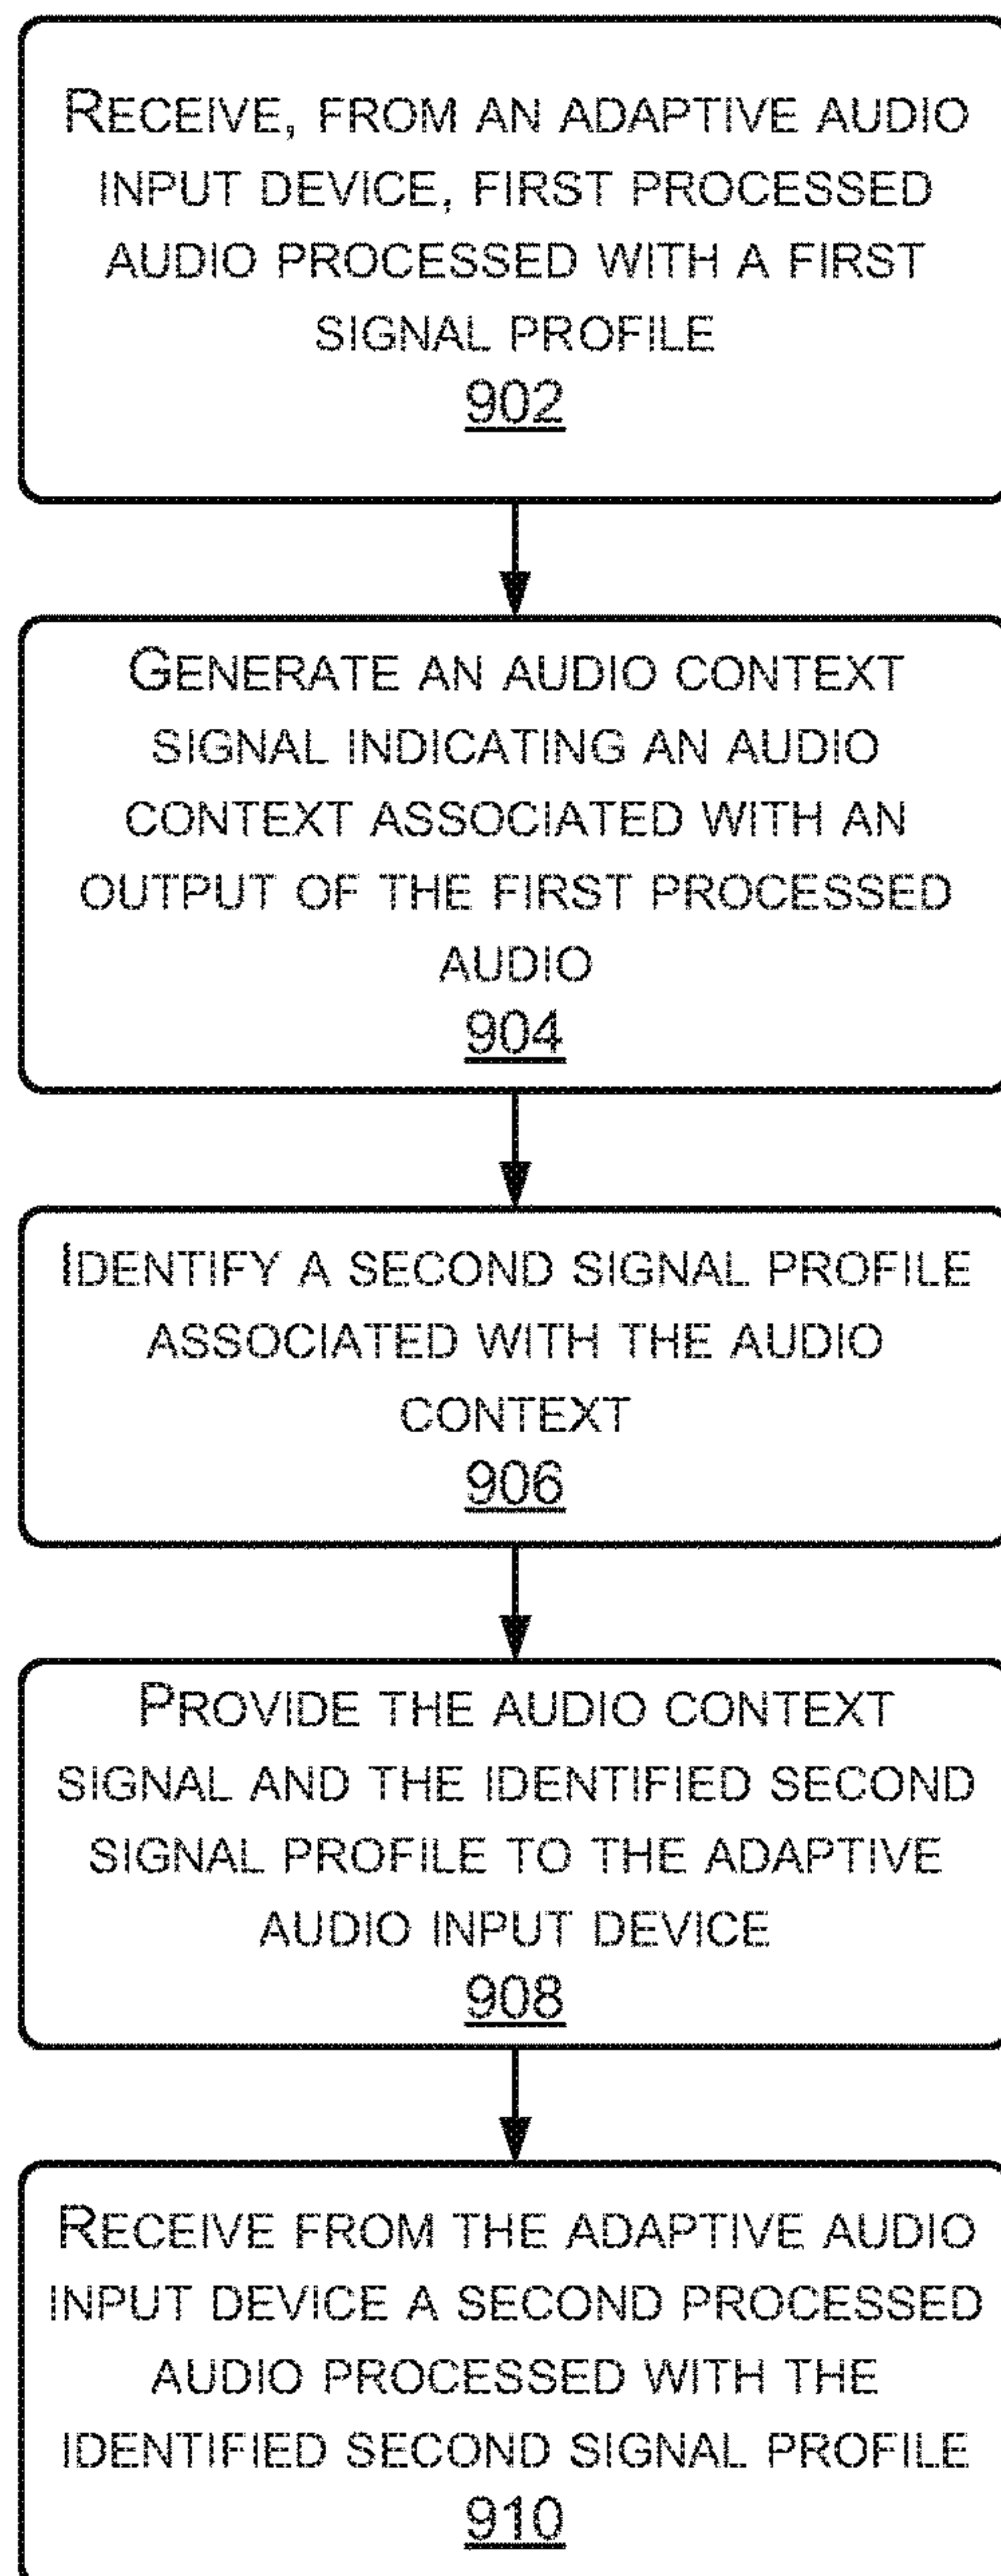 RECEIVE, FROM AN ADAPTIVE AUDIO
INPUT DEVICE, FIRST PROCESSED
AUDIO PROCESSED WITH A FIRST
SIGNAL PROFILE
902
GENERATE AN AUDIO CONTEXT
SIGNAL INDICATING AN AUDIO
CONTEXT ASSOCIATED WITH AN
OUTPUT OF THE FIRST PROCESSED
AUDIO
904
IDENTIFY A SECOND SIGNAL PROFILE
ASSOCIATED WITH THE AUDIO
CONTEXT
906
PROVIDE THE AUDIO CONTEXT
SIGNAL AND THE IDENTIFIED SECOND
SIGNAL PROFILE TO THE ADAPTIVE
AUDIO INPUT DEVICE
908
RECEIVE FROM THE ADAPTIVE AUDIO
INPUT DEVICE A SECOND PROCESSED
AUDIO PROCESSED WITH THE
IDENTIFIED SECOND SIGNAL PROFILE
910